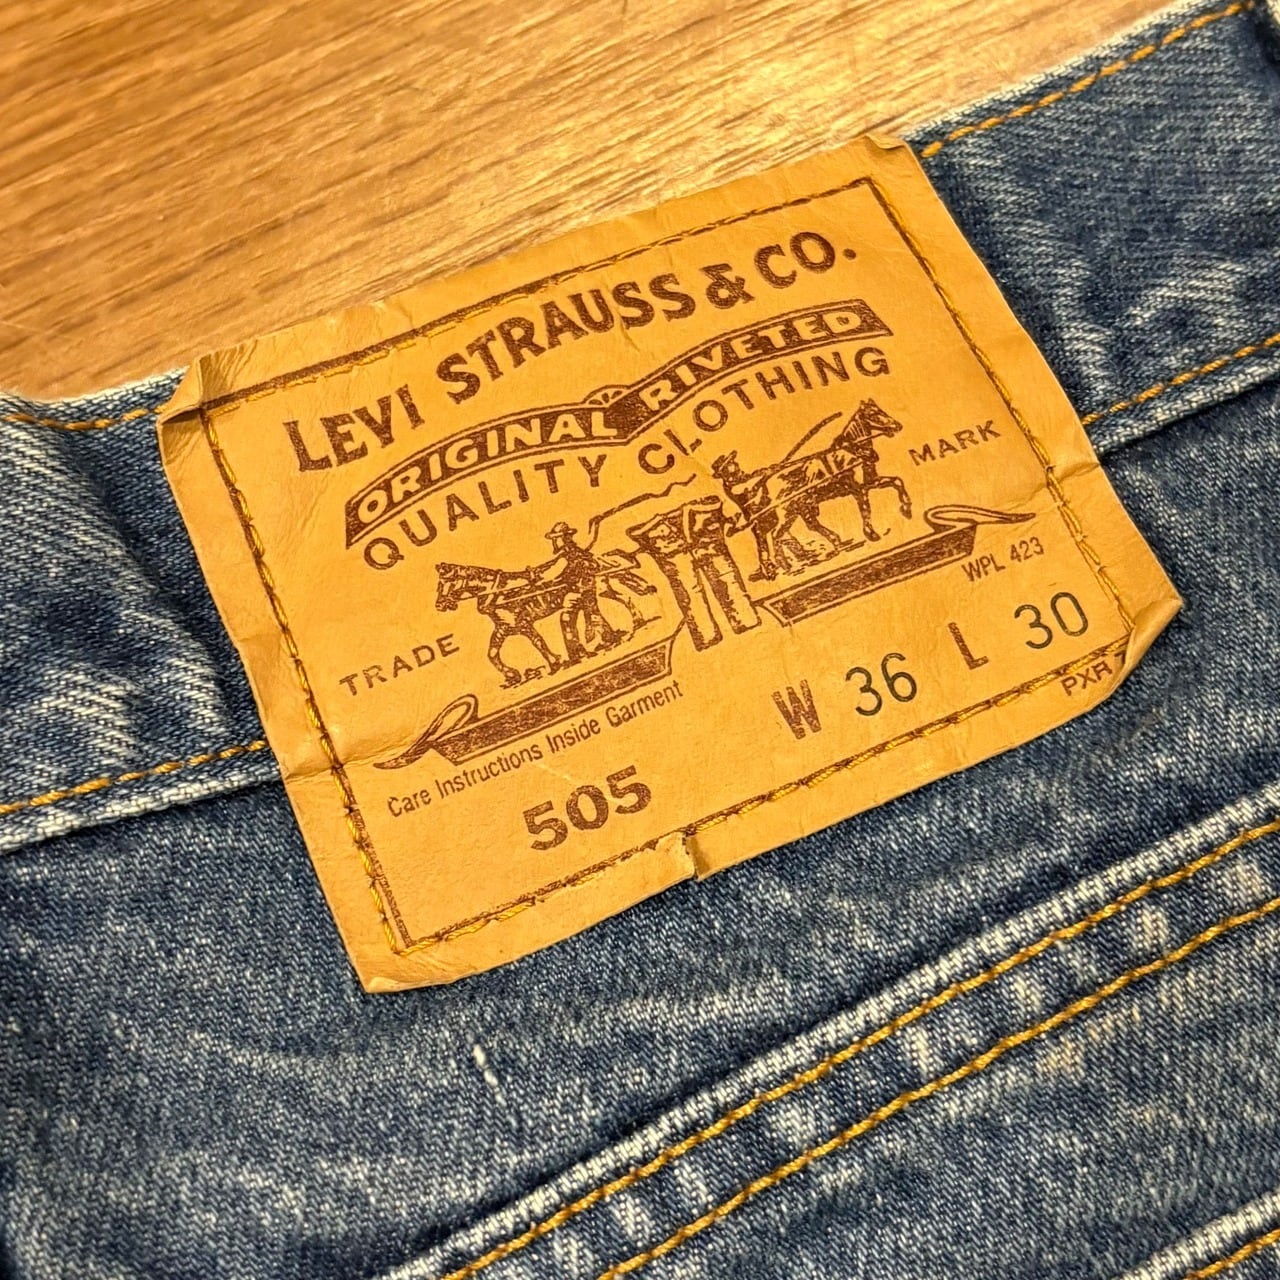 LEVI STRAUSS & CO.
ORIGINAL RIVETED
QUALITY CLOTHING
TRADE MARK
WPL 423
Care Instructions Inside Garment
W 36 L 30
505